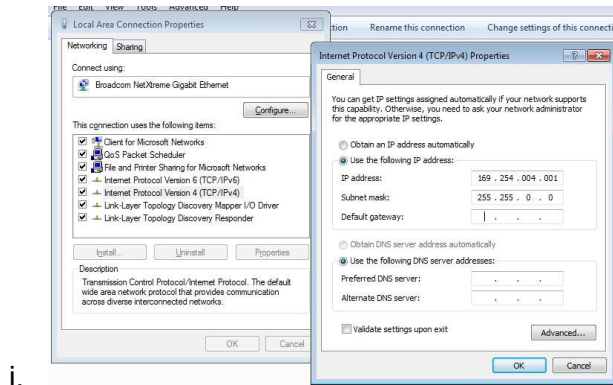 File Edit View Tools Advanced Help
Local Area Connection Properties
Networking Sharing
Connect using:
Broadcom NetXtreme Gigabit Ethernet
Configure...
This connection uses the following items:
Client for Microsoft Networks
QoS Packet Scheduler
File and Printer Sharing for Microsoft Networks
Internet Protocol Version 6 (TCP/IPv6)
Internet Protocol Version 4 (TCP/IPv4)
Link-Layer Topology Discovery Mapper I/O Driver
Link-Layer Topology Discovery Responder
Install... Uninstall Properties
Description
Transmission Control Protocol/Internet Protocol. The default
wide area network protocol that provides communication
across diverse interconnected networks.
OK Cancel
Rename this connection Change settings of this
Internet Protocol Version 4 (TCP/IPv4) Properties
General
You can get IP settings assigned automatically if your network supports
this capability. Otherwise, you need to ask your network administrator
for the appropriate IP settings.
Obtain an IP address automatically
Use the following IP address:
IP address: 169 . 254 . 004 . 001
Subnet mask: 255 . 255 . 0 . 0
Default gateway: . . .
Obtain DNS server address automatically
Use the following DNS server addresses:
Preferred DNS server: . . .
Alternate DNS server: . . .
Validate settings upon exit
Advanced...
OK Cancel
i.